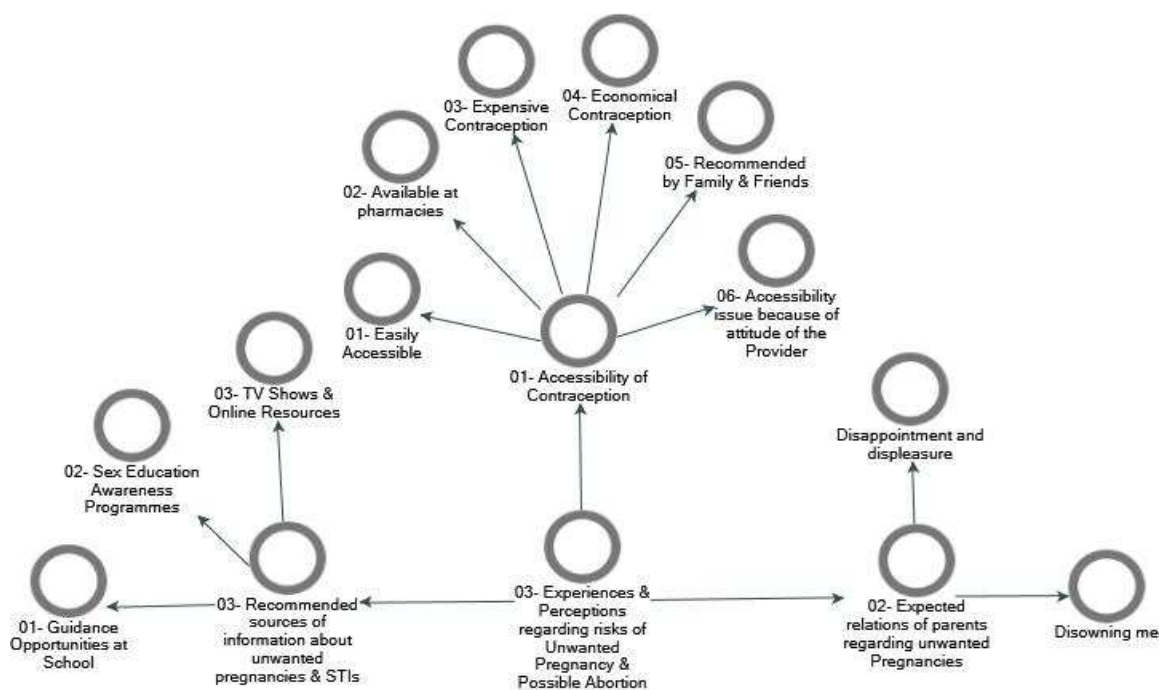 03- Expensive
Contraception
04- Economical
Contraception
02- Available at
pharmacies
05- Recommended
by Family & Friends
01- Easily
Accessible
06- Accessibility
issue because of
attitude of the
Provider
01- Accessibility of
Contraception
03- TV Shows &
Online Resources
02- Sex Education
Awareness
Programmes
Disappointment and
displeasure
01- Guidance
Opportunities at
School
03- Recommended
sources of
information about
unwanted
pregnancies & STIs
03- Experiences &
Perceptions
regarding risks of
Unwanted
Pregnancy &
Possible Abortion
02- Expected
relations of parents
regarding unwanted
Pregnancies
Disowning me